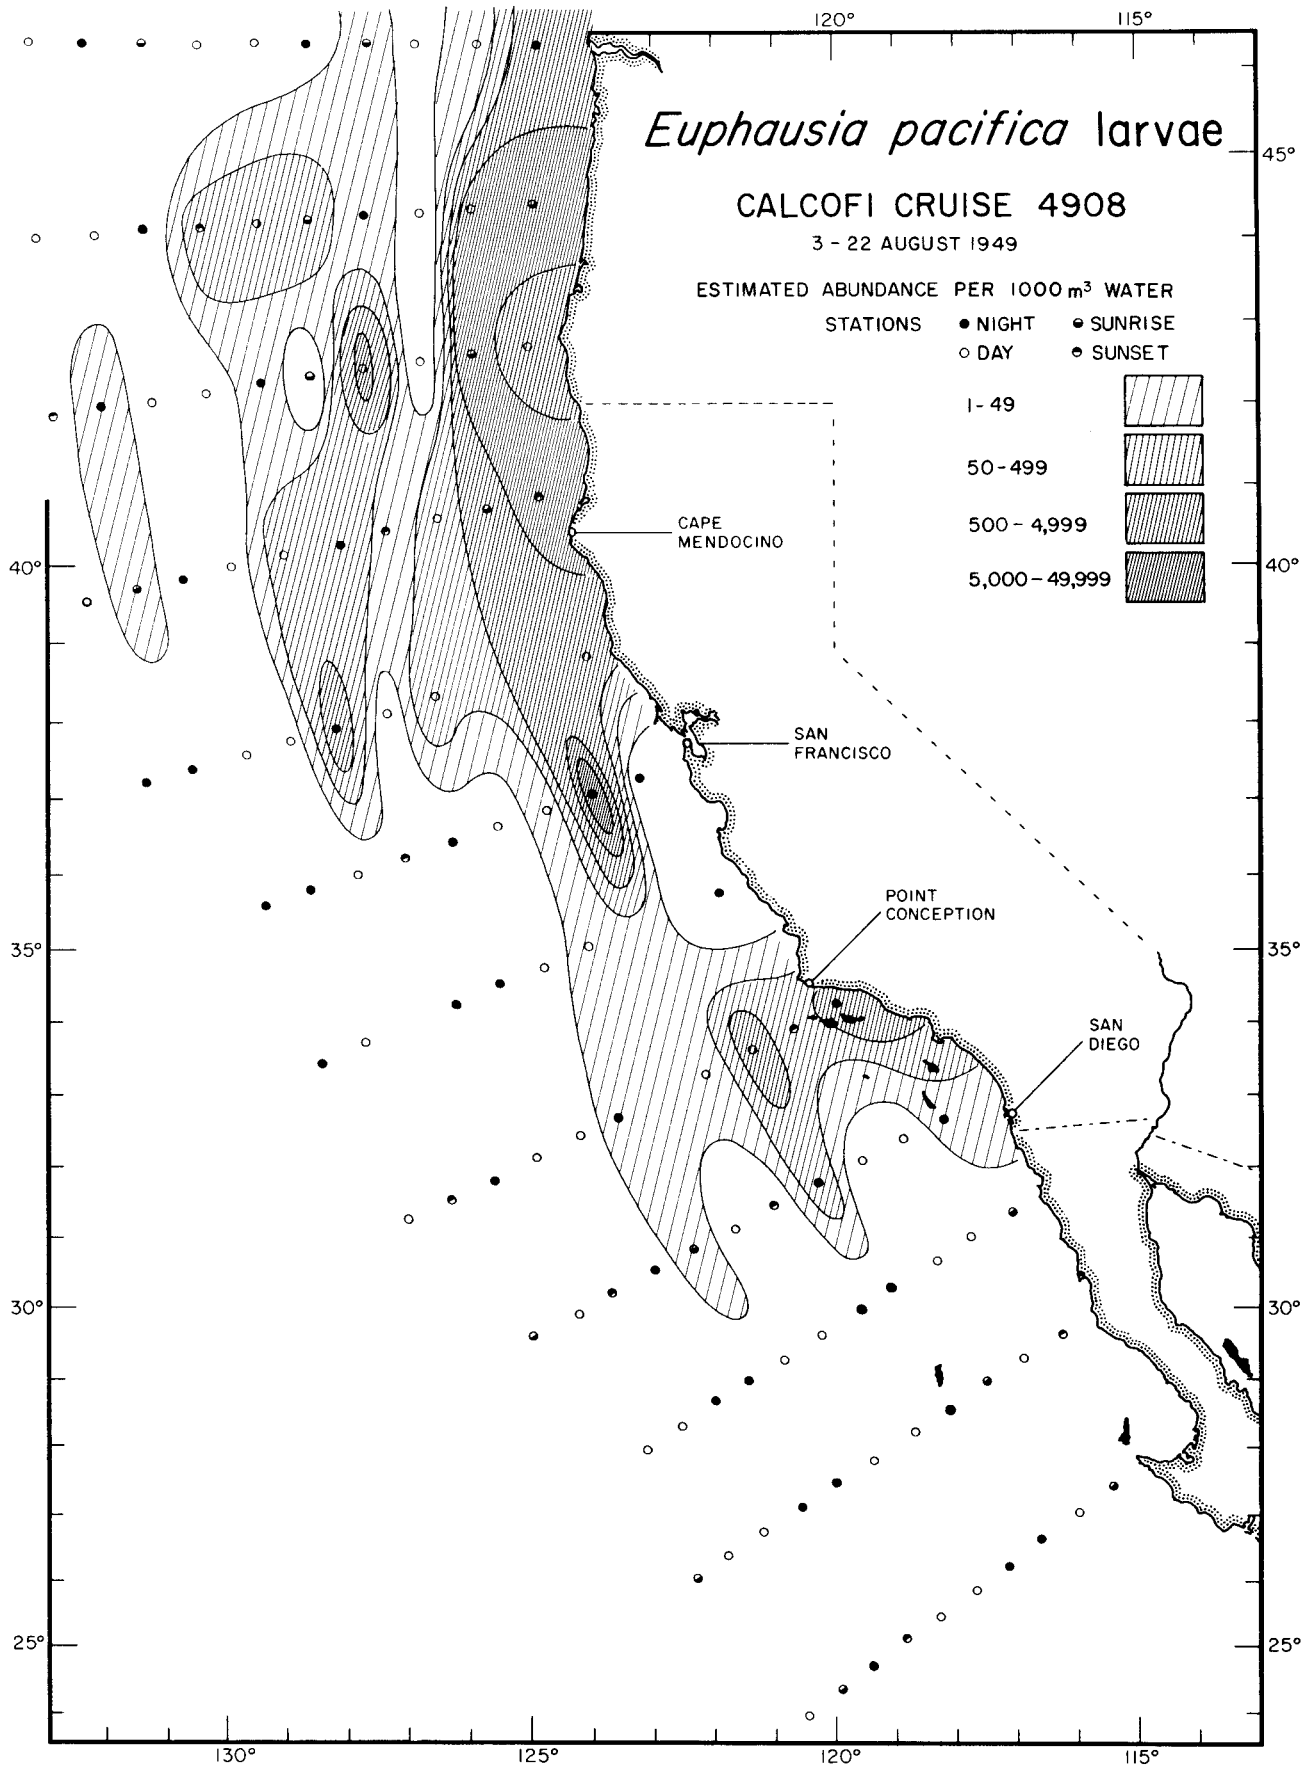 120° 115°
Euphausia pacifica larvae
45°
CALCOFI CRUISE 4908
3 - 22 AUGUST 1949
ESTIMATED ABUNDANCE PER 1000 m³ WATER
STATIONS ● NIGHT SUNRISE
○ DAY SUNSET
1 - 49
50 - 499
500 - 4,999
5,000 - 49,999
CAPE
MENDOCINO
40° 40°
SAN
FRANCISCO
POINT
CONCEPTION
35° 35°
SAN
DIEGO
30° 30°
25° 25°
130° 125° 120° 115°